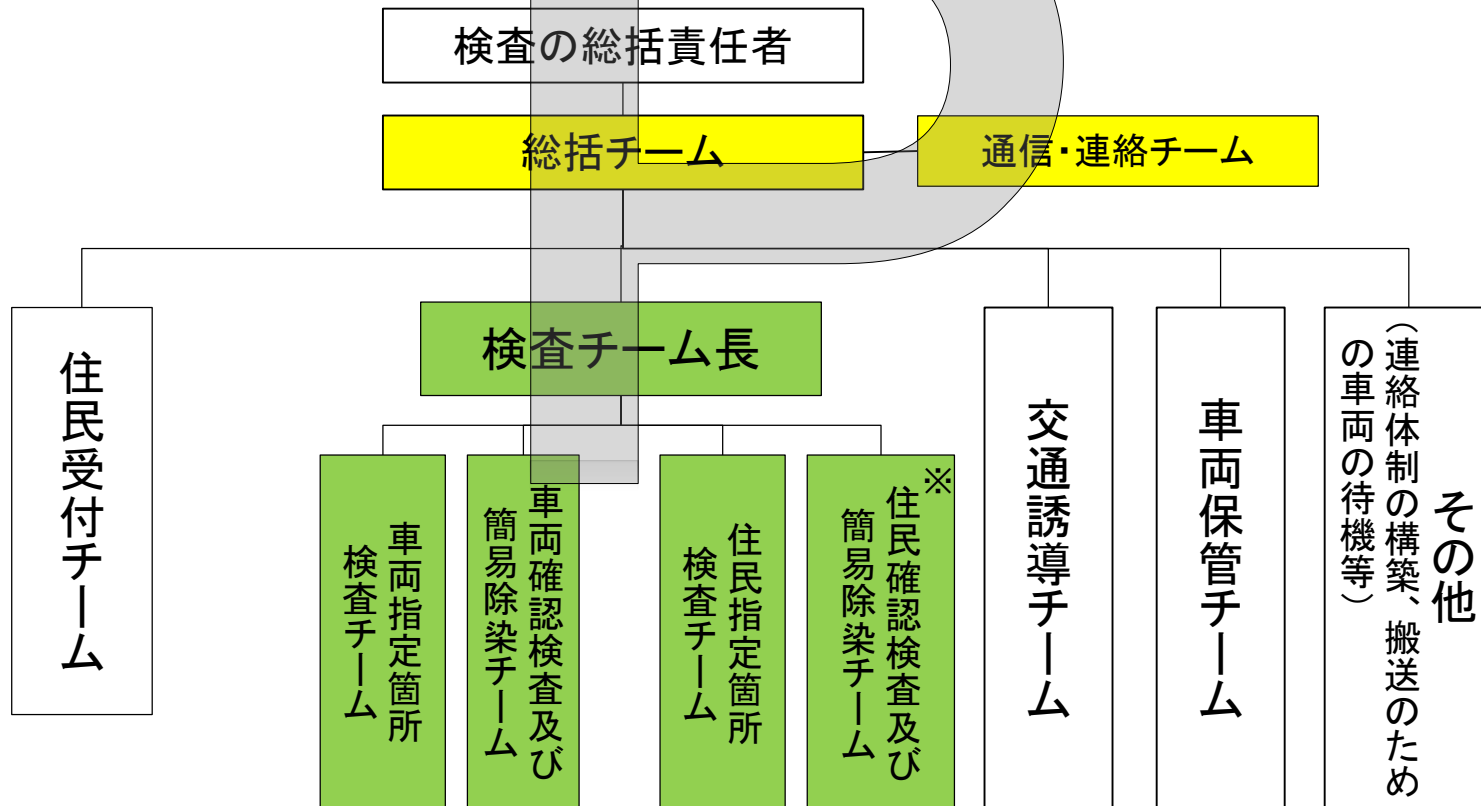 検査の総括責任者
総括チーム
通信・連絡チーム
検査チーム長
住民受付チーム
車両指定箇所
検査チーム
車両確認検査及び
簡易除染チーム
住民指定箇所
検査チーム
※
住民確認検査及び
簡易除染チーム
交通誘導チーム
車両保管チーム
その他
（連絡体制の構築、搬送のため
の車両の待機等）